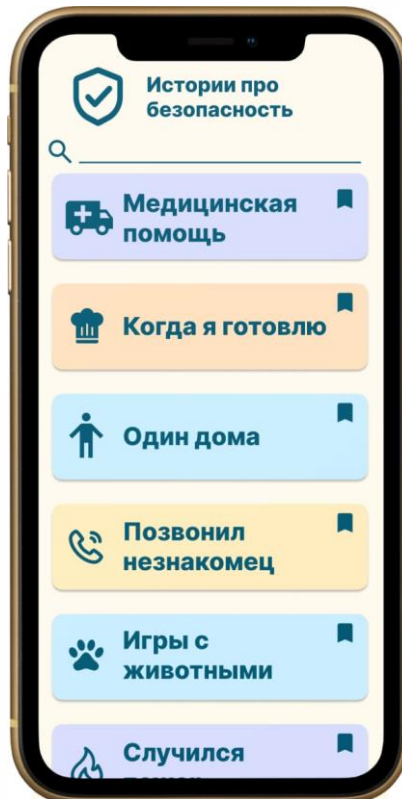 Истории про
безопасность
Медицинская
помощь
Когда я готовлю
Один дома
Позвонил
незнакомец
Игры с
животными
Случился